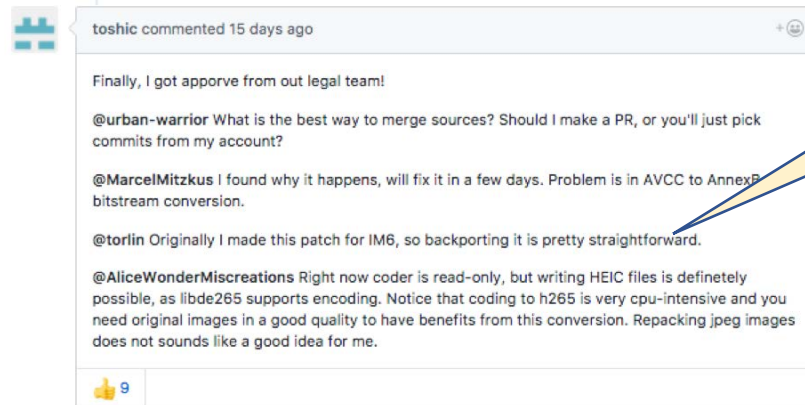 toshic commented 15 days ago
Finally, I got apporve from out legal team!
@urban-warrior What is the best way to merge sources? Should I make a PR, or you'll just pick
commits from my account?
@MarcelMitzkus I found why it happens, will fix it in a few days. Problem is in AVCC to AnnexB
bitstream conversion.
@torlin Originally I made this patch for IM6, so backporting it is pretty straightforward.
@AliceWonderMiscreations Right now coder is read-only, but writing HEIC files is definetely
possible, as libde265 supports encoding. Notice that coding to h265 is very cpu-intensive and you
need original images in a good quality to have benefits from this conversion. Repacking jpeg images
does not sounds like a good idea for me.
👍 9